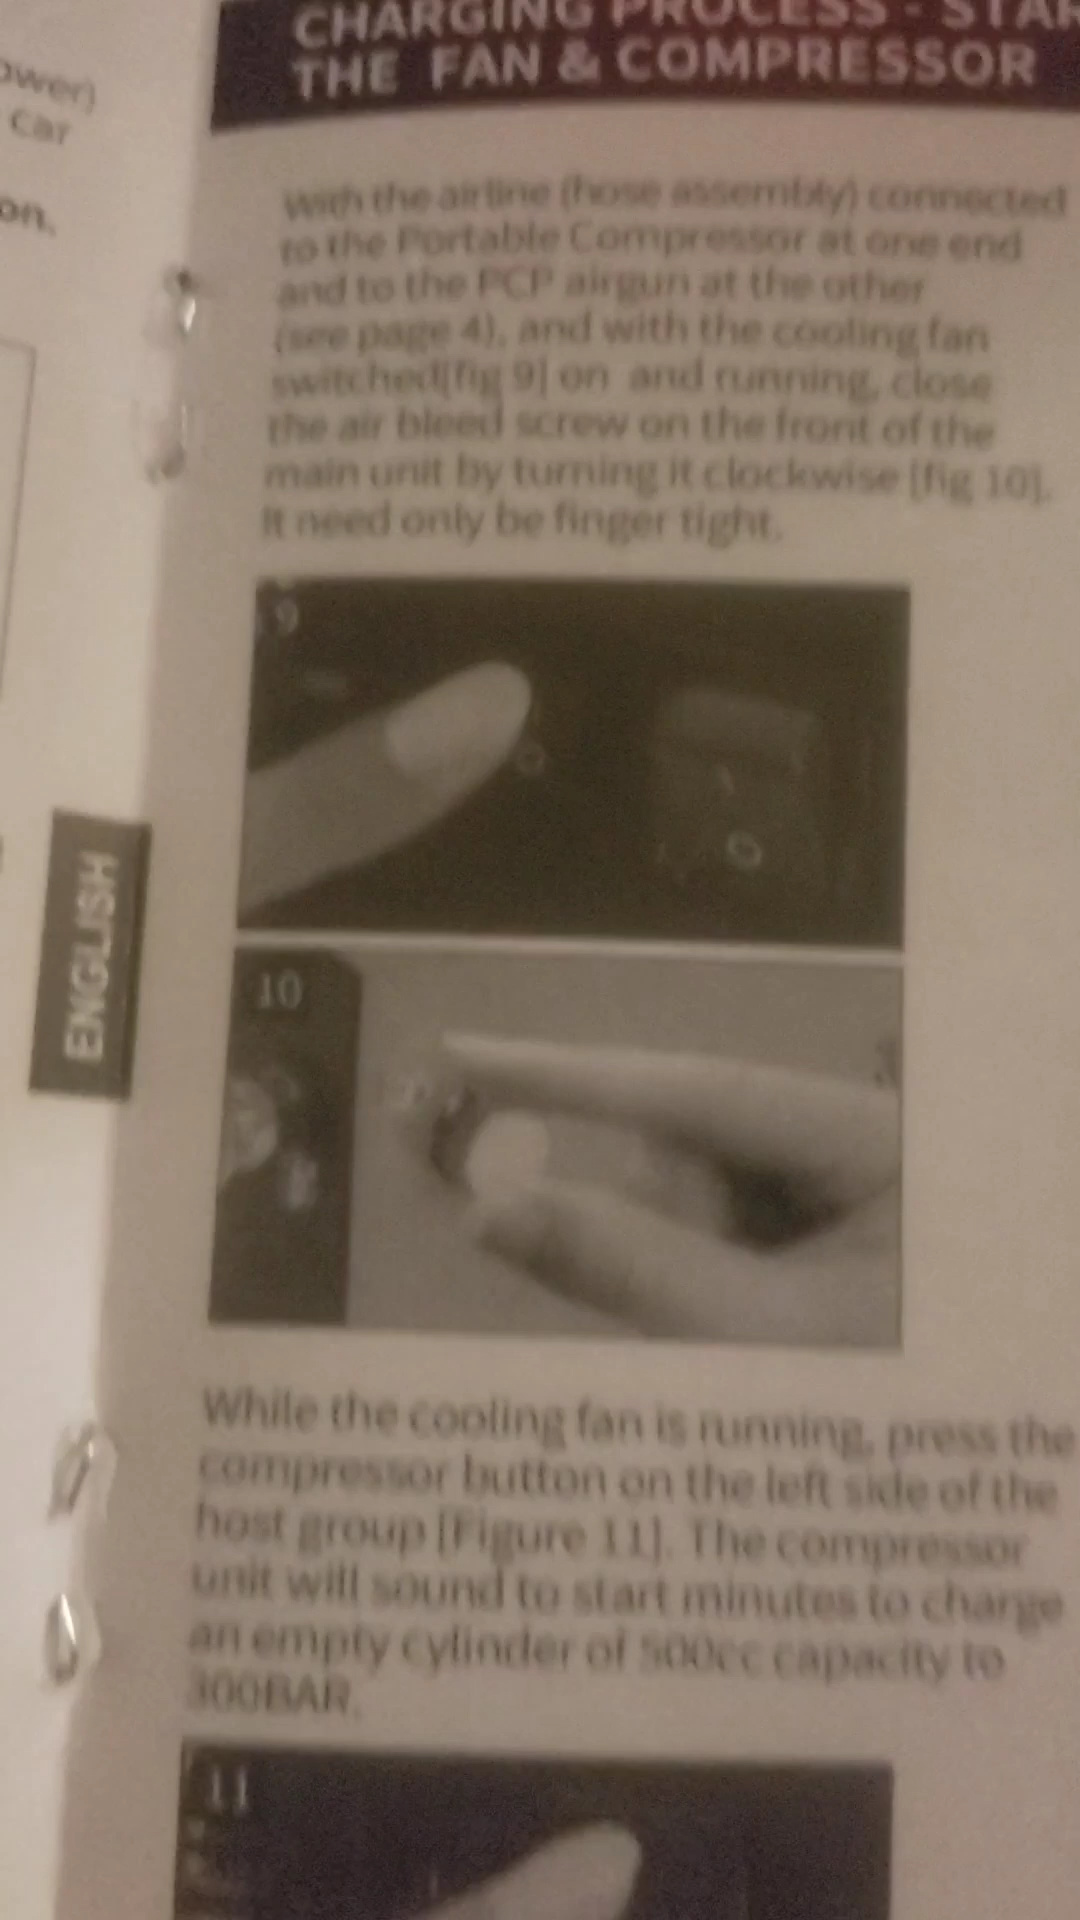 ower)
car
on.
CHARGING PROCESS - STAR
THE FAN & COMPRESSOR
With the airline (hose assembly) connected
to the Portable Compressor at one end
and to the PCP airgun at the other
(see page 4), and with the cooling fan
switched[fig 9] on and running, close
the air bleed screw on the front of the
main unit by turning it clockwise [fig 10].
It need only be finger tight.
9
10
ENGLISH
While the cooling fan is running, press the
compressor button on the left side of the
host group [Figure 11]. The compressor
unit will sound to start minutes to charge
an empty cylinder of 500cc capacity to
300BAR.
11